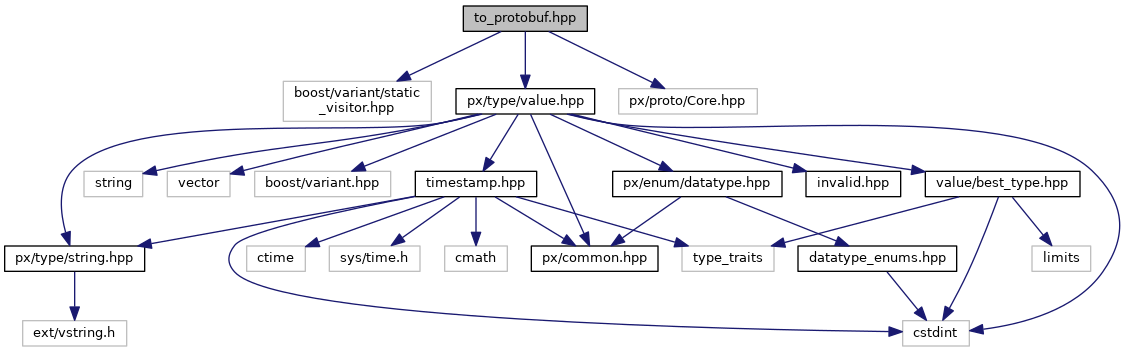 to_protobuf.hpp
boost/variant/static
_visitor.hpp
px/type/value.hpp
px/proto/Core.hpp
string
vector
boost/variant.hpp
timestamp.hpp
px/enum/datatype.hpp
invalid.hpp
value/best_type.hpp
px/type/string.hpp
ctime
sys/time.h
cmath
px/common.hpp
type_traits
datatype_enums.hpp
limits
ext/vstring.h
cstdint